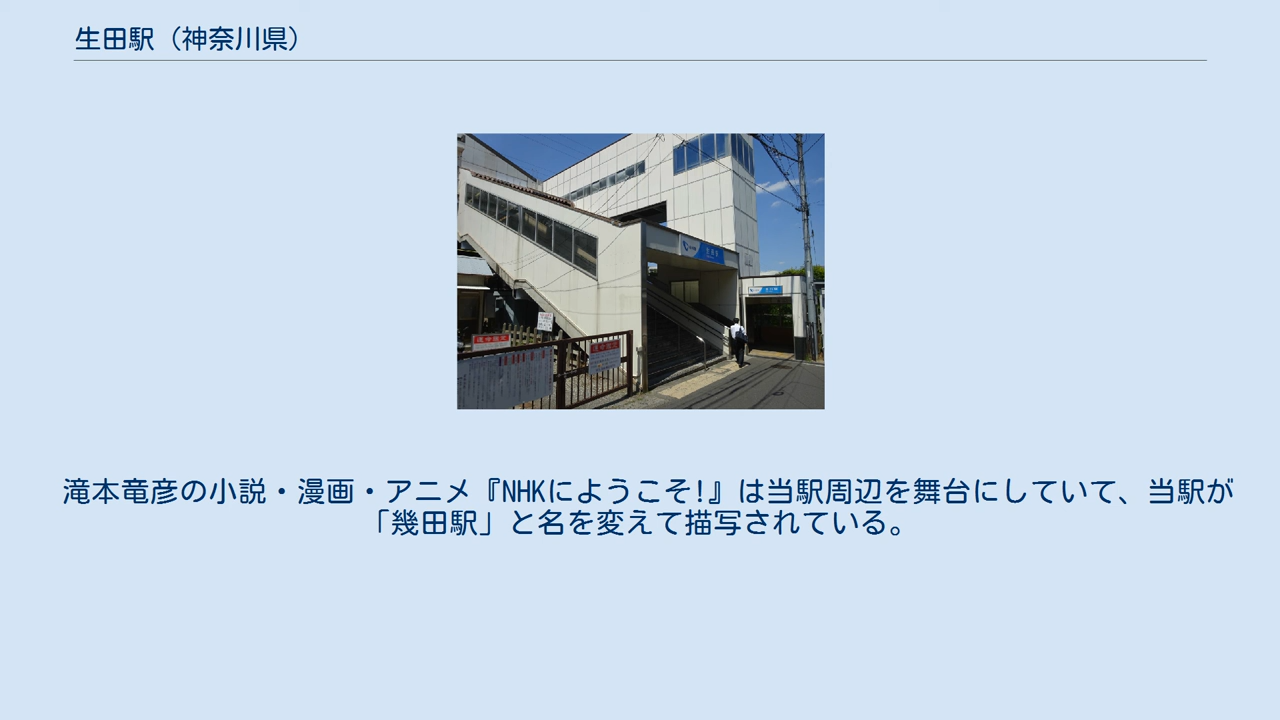 生田駅（神奈川県）
滝本竜彦の小説・漫画・アニメ『NHKにようこそ!』は当駅周辺を舞台にしていて、当駅が
「幾田駅」と名を変えて描写されている。